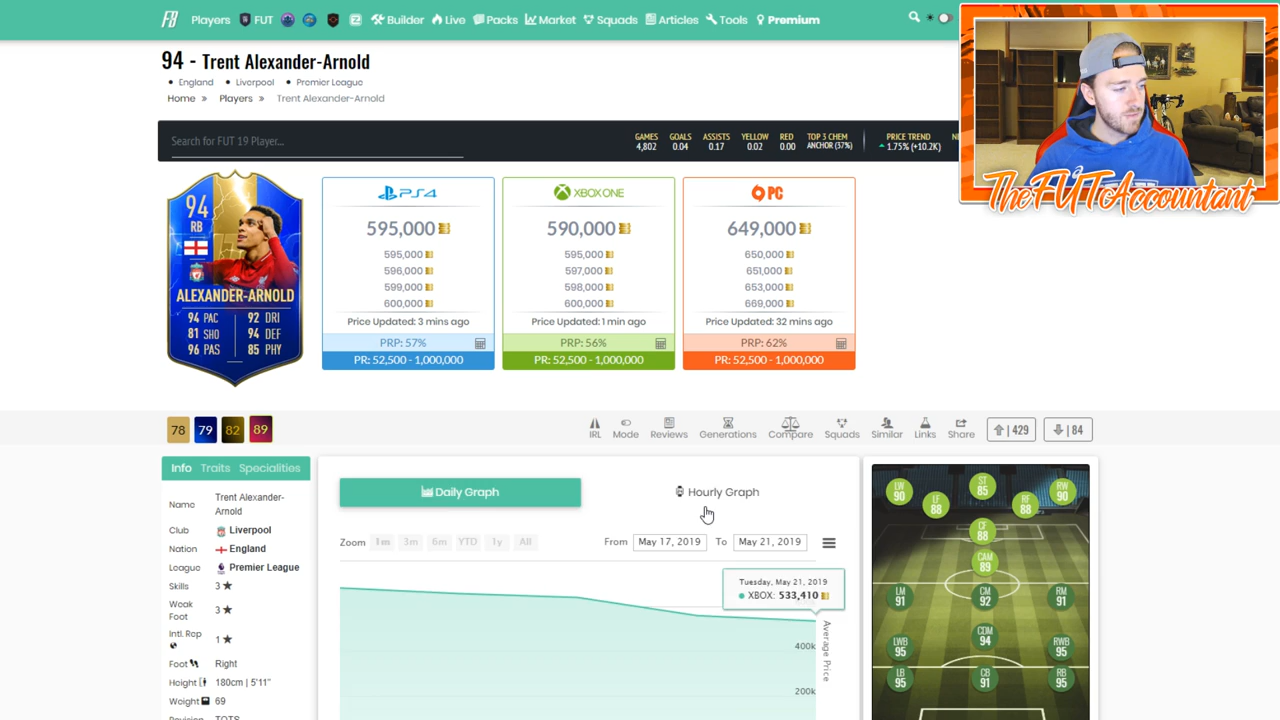 FB Players FUT Builder Live Packs Market Squads Articles Tools Premium
94 - Trent Alexander-Arnold
England Liverpool Premier League
Home » Players » Trent Alexander-Arnold
Search for FUT 19 Player...
GAMES GOALS ASSISTS YELLOW RED TOP 3 CHEM PRICE TREND
4,802 0.04 0.17 0.02 0.00 ANCHOR (37%) 1.75% (+10.2K)
TheFUTAccountant
94
RB
ALEXANDER-ARNOLD
94 PAC 92 DRI
81 SHO 94 DEF
96 PAS 85 PHY
PS4
595,000
595,000
596,000
599,000
600,000
Price Updated: 3 mins ago
PRP: 57%
PR: 52,500 - 1,000,000
XBOX ONE
590,000
595,000
597,000
598,000
600,000
Price Updated: 1 min ago
PRP: 56%
PR: 52,500 - 1,000,000
PC
649,000
650,000
651,000
653,000
669,000
Price Updated: 32 mins ago
PRP: 62%
PR: 52,500 - 1,000,000
78 79 82 89
IRL Mode Reviews Generations Compare Squads Similar Links Share
429
84
Info Traits Specialities
Name Trent Alexander-
Arnold
Club Liverpool
Nation England
League Premier League
Skills 3
Weak
Foot 3
Intl. Rep 1
Foot Right
Height 180cm | 5'11"
Weight 69
Revision TOTS
Daily Graph Hourly Graph
Zoom 1m 3m 6m YTD 1y All From May 17, 2019 To May 21, 2019
Tuesday, May 21, 2019
XBOX: 533,410
400k
200k
Average Price
LW
90
ST
85
RW
90
LF
88
RF
88
CF
88
CAM
89
LM
91
CM
92
RM
91
CDM
94
LWB
95
RWB
95
LB
95
CB
91
RB
95